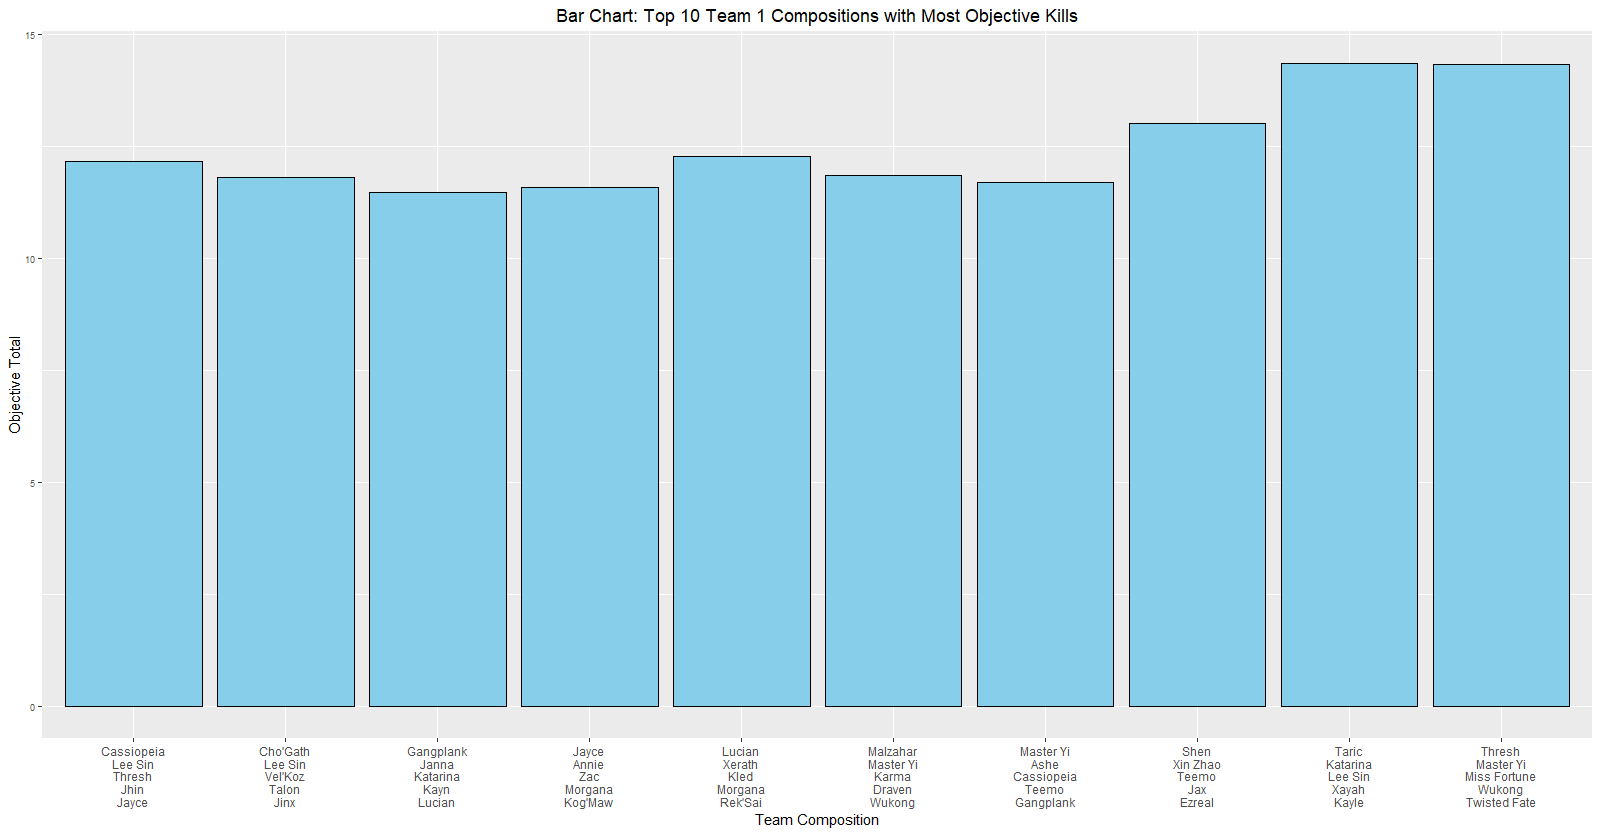 Bar Chart: Top 10 Team 1 Compositions with Most Objective Kills
15
10
5
0
Objective Total
Cassiopeia
Lee Sin
Thresh
Jhin
Jayce
Cho'Gath
Lee Sin
Vel'Koz
Talon
Jinx
Gangplank
Janna
Katarina
Kayn
Lucian
Jayce
Annie
Zac
Morgana
Kog'Maw
Lucian
Xerath
Kled
Morgana
Rek'Sai
Malzahar
Master Yi
Karma
Draven
Wukong
Master Yi
Ashe
Cassiopeia
Teemo
Gangplank
Shen
Xin Zhao
Teemo
Jax
Ezreal
Taric
Katarina
Lee Sin
Xayah
Kayle
Thresh
Master Yi
Miss Fortune
Wukong
Twisted Fate
Team Composition